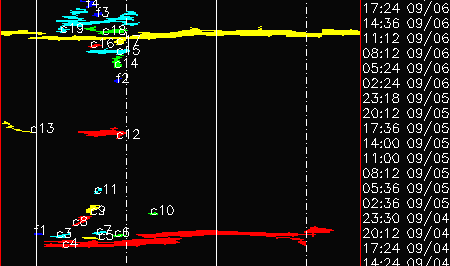 f4 17:24 09/06
f3
c19 c18 14:36 09/06
c16 11:12 09/06
c15 08:12 09/06
c14 05:24 09/06
f2 02:24 09/06
23:18 09/05
20:12 09/05
c13 c12 17:36 09/05
14:00 09/05
11:00 09/05
08:12 09/05
c11 05:36 09/05
c9 c10 02:36 09/05
c8 23:30 09/04
f1 c3 c7 c6 20:12 09/04
c4 17:24 09/04
14:24 09/04